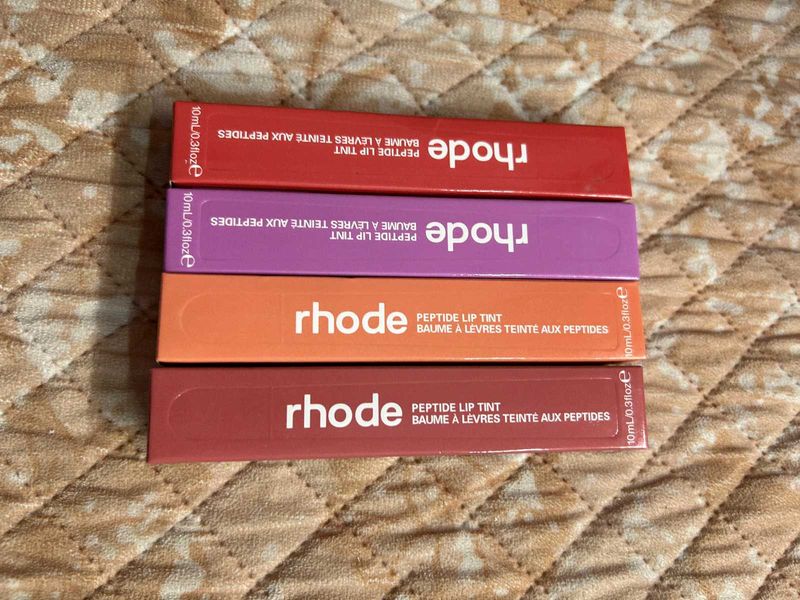 rhode
PEPTIDE LIP TINT
BAUME À LÈVRES TEINTÉ AUX PEPTIDES
10mL/0.3floz℮
rhode
PEPTIDE LIP TINT
BAUME À LÈVRES TEINTÉ AUX PEPTIDES
10mL/0.3floz℮
rhode
PEPTIDE LIP TINT
BAUME À LÈVRES TEINTÉ AUX PEPTIDES
10mL/0.3floz℮
rhode
PEPTIDE LIP TINT
BAUME À LÈVRES TEINTÉ AUX PEPTIDES
10mL/0.3floz℮